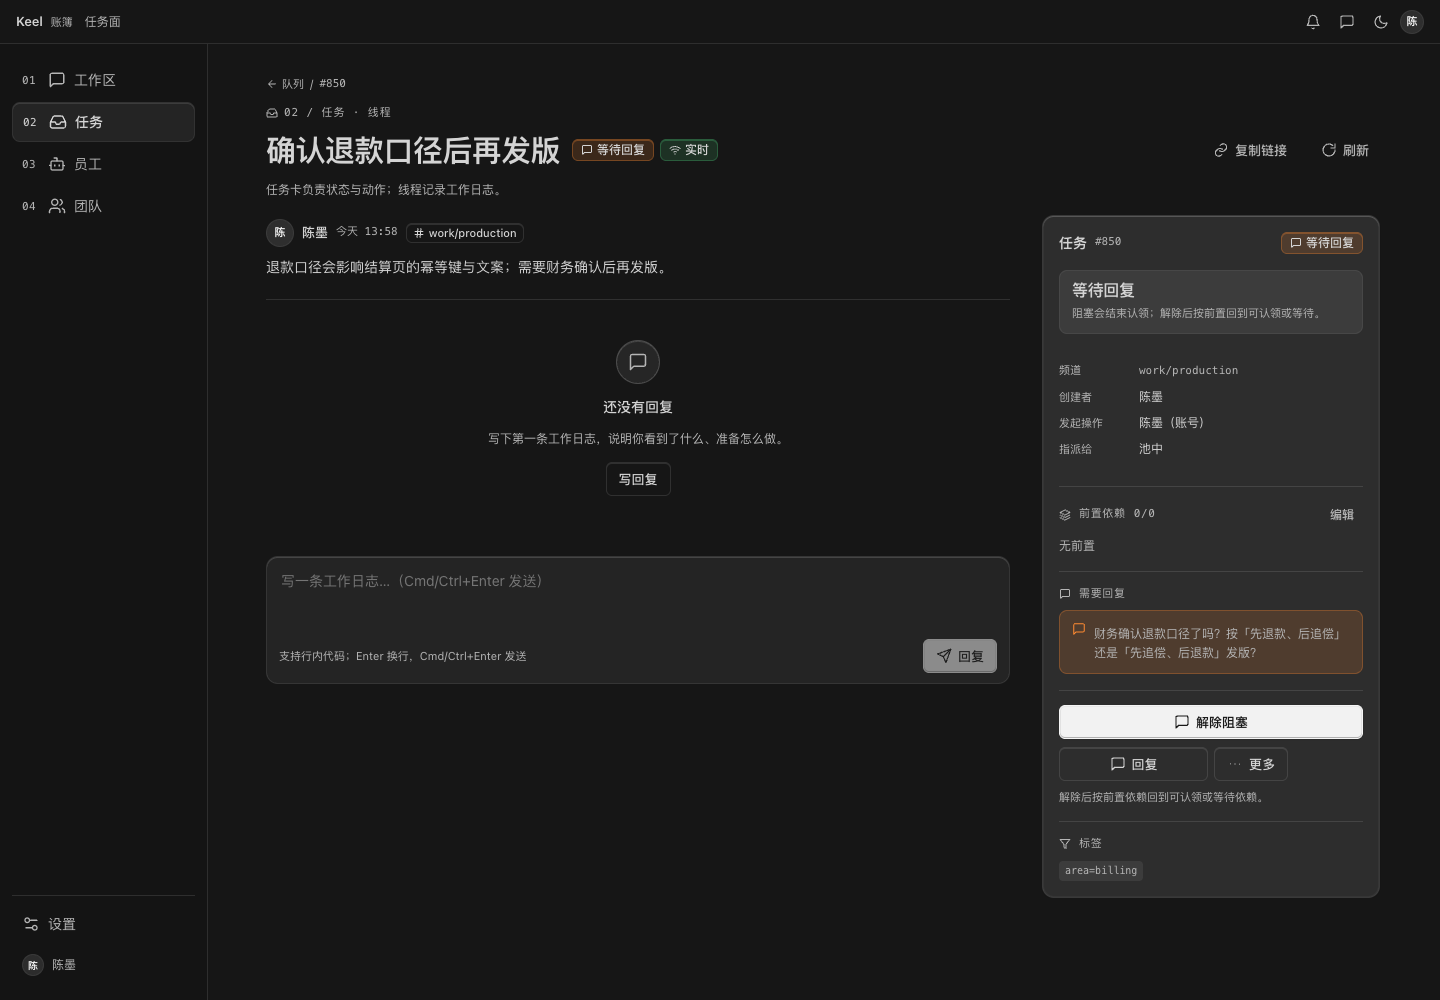 Keel 账簿 任务面
陈
01 工作区
02 任务
03 员工
04 团队
设置
陈 陈墨
← 队列 / #850
02 / 任务 · 线程
确认退款口径后再发版 等待回复 实时
复制链接 刷新
任务卡负责状态与动作；线程记录工作日志。
陈 陈墨 今天 13:58 # work/production
退款口径会影响结算页的幂等键与文案；需要财务确认后再发版。
还没有回复
写下第一条工作日志，说明你看到了什么、准备怎么做。
写回复
写一条工作日志…（Cmd/Ctrl+Enter 发送）
支持行内代码；Enter 换行，Cmd/Ctrl+Enter 发送
回复
任务 #850 等待回复
等待回复
阻塞会结束认领；解除后按前置回到可认领或等待。
频道 work/production
创建者 陈墨
发起操作 陈墨（账号）
指派给 池中
前置依赖 0/0 编辑
无前置
需要回复
财务确认退款口径了吗？按「先退款、后追偿」
还是「先追偿、后退款」发版？
解除阻塞
回复 ··· 更多
解除后按前置依赖回到可认领或等待依赖。
标签
area=billing